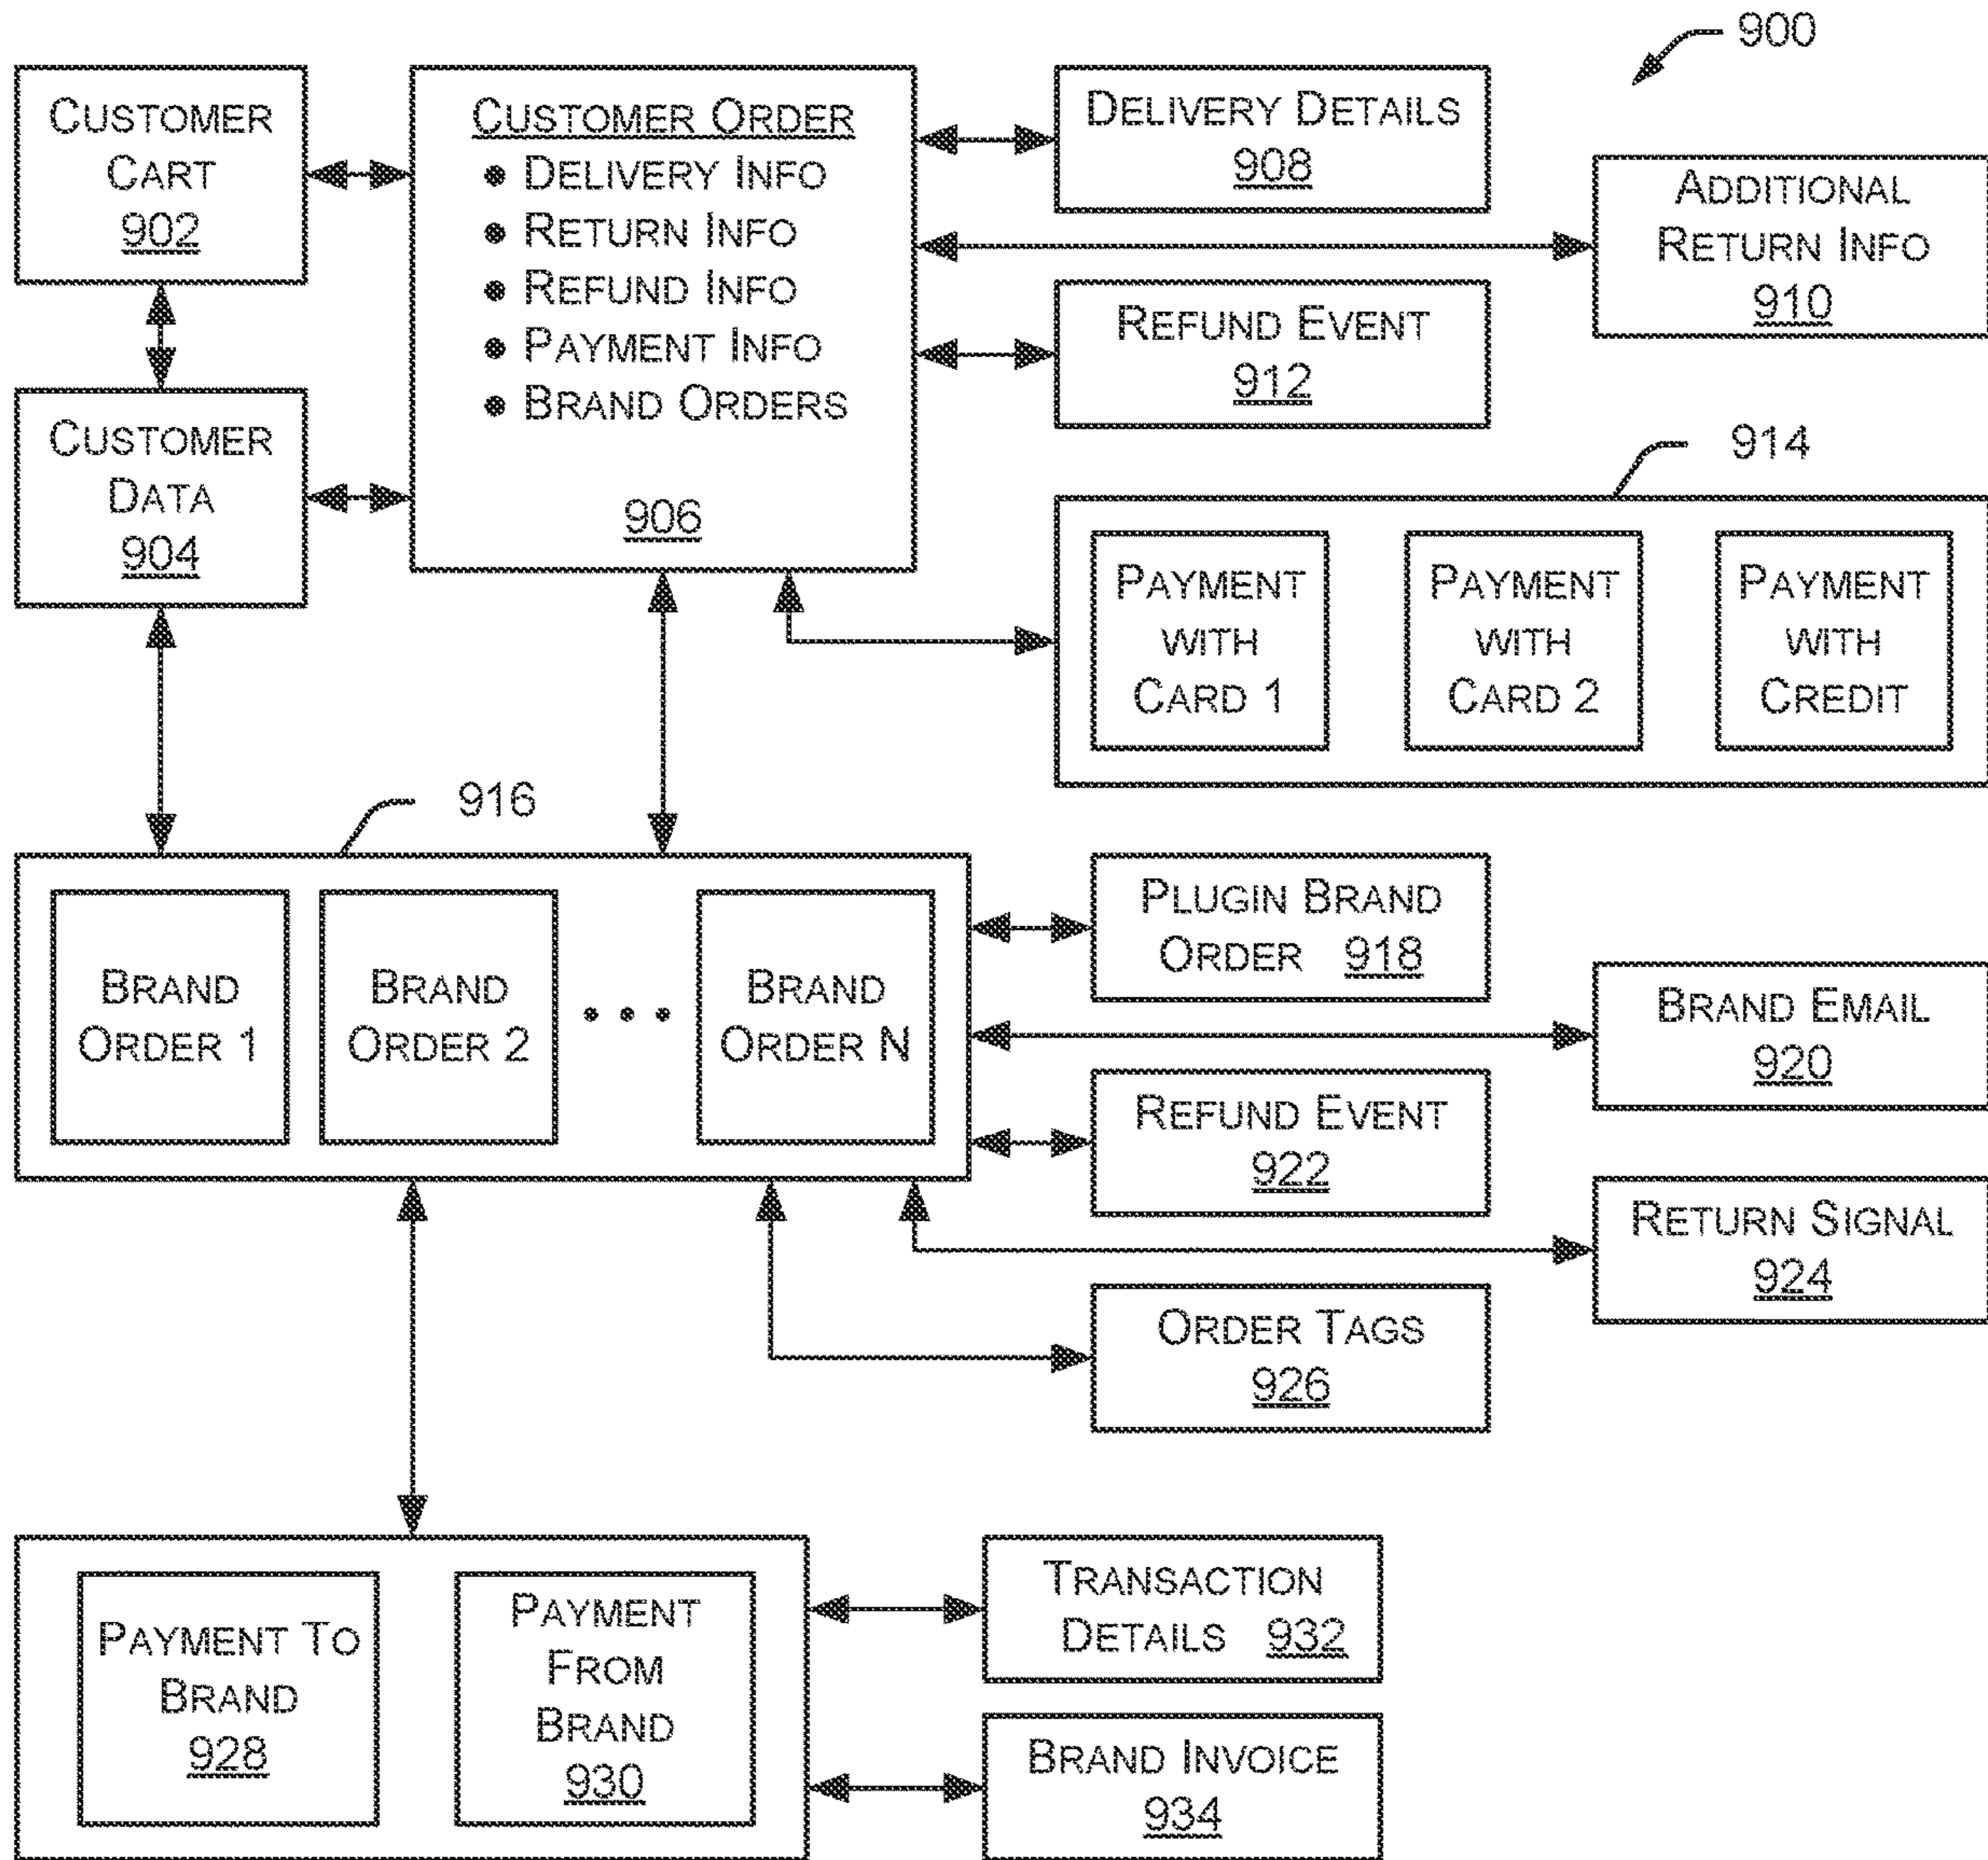 900
CUSTOMER
CART
902
CUSTOMER ORDER
• DELIVERY INFO
• RETURN INFO
• REFUND INFO
• PAYMENT INFO
• BRAND ORDERS
906
DELIVERY DETAILS
908
ADDITIONAL
RETURN INFO
910
REFUND EVENT
912
CUSTOMER
DATA
904
914
PAYMENT
WITH
CARD 1
PAYMENT
WITH
CARD 2
PAYMENT
WITH
CREDIT
916
BRAND
ORDER 1
BRAND
ORDER 2
• • •
BRAND
ORDER N
PLUGIN BRAND
ORDER 918
BRAND EMAIL
920
REFUND EVENT
922
RETURN SIGNAL
924
ORDER TAGS
926
PAYMENT TO
BRAND
928
PAYMENT
FROM
BRAND
930
TRANSACTION
DETAILS 932
BRAND INVOICE
934